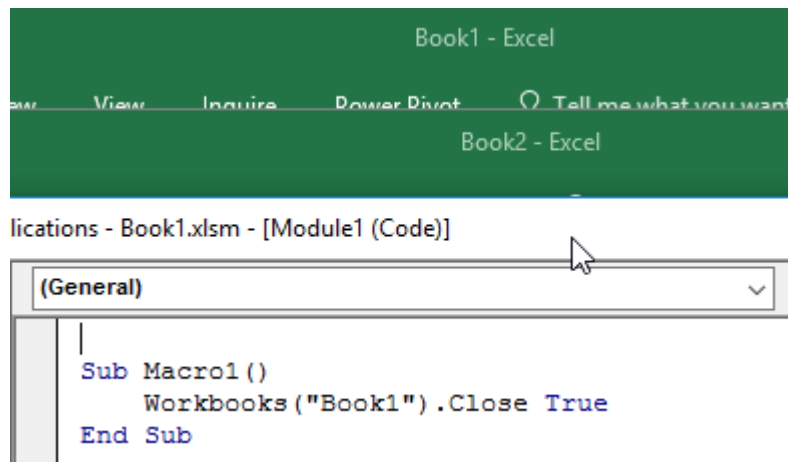 Book1 - Excel
ew View Inquire Power Pivot Tell me what you want
Book2 - Excel
lications - Book1.xlsm - [Module1 (Code)]
(General)
Sub Macro1()
Workbooks("Book1").Close True
End Sub